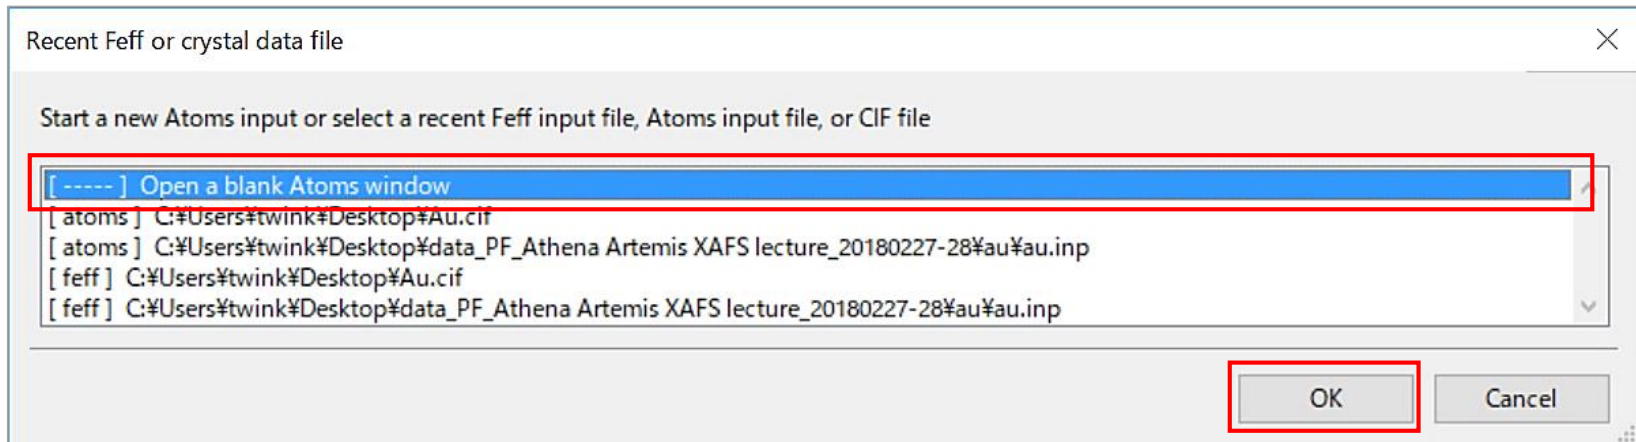 Recent Feff or crystal data file
Start a new Atoms input or select a recent Feff input file, Atoms input file, or CIF file
[ ----- ]  Open a blank Atoms window
[ atoms ]  C:¥Users¥twink¥Desktop¥Au.cif
[ atoms ]  C:¥Users¥twink¥Desktop¥data_PF_Athena Artemis XAFS lecture_20180227-28¥au¥au.inp
[ feff ]  C:¥Users¥twink¥Desktop¥Au.cif
[ feff ]  C:¥Users¥twink¥Desktop¥data_PF_Athena Artemis XAFS lecture_20180227-28¥au¥au.inp
OK Cancel